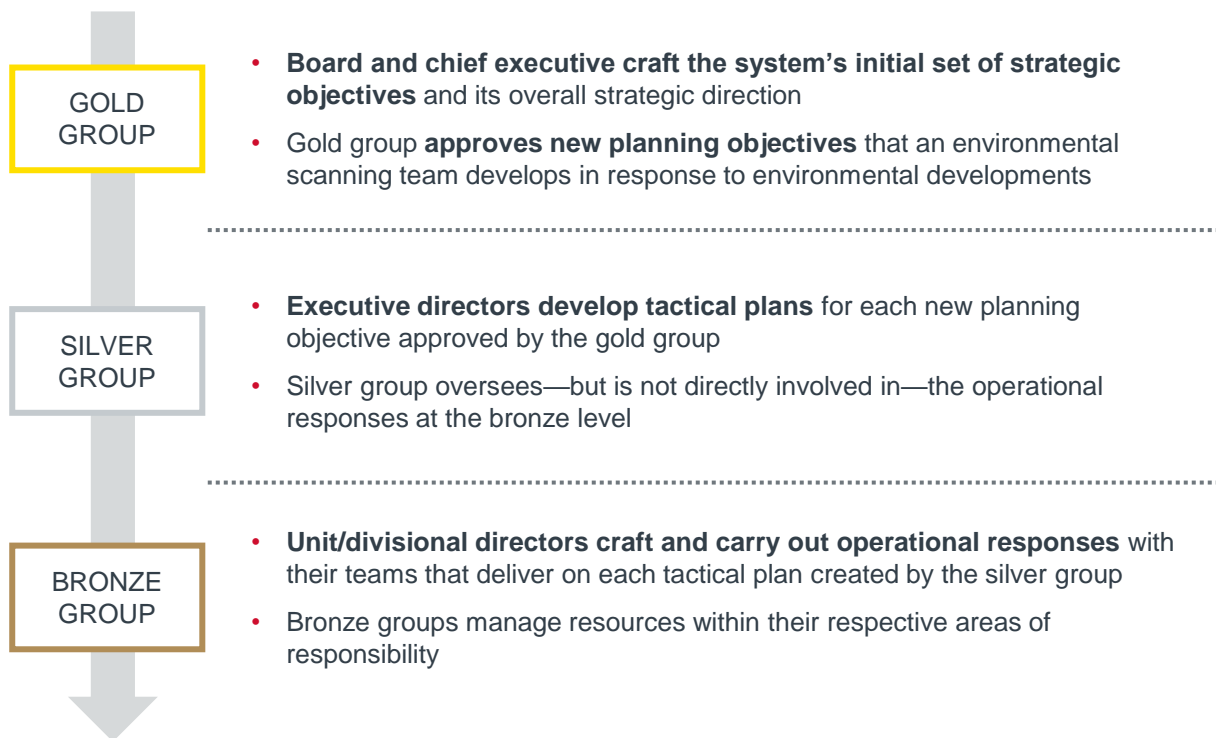 GOLD
GROUP
• Board and chief executive craft the system's initial set of strategic
objectives and its overall strategic direction
• Gold group approves new planning objectives that an environmental
scanning team develops in response to environmental developments
SILVER
GROUP
• Executive directors develop tactical plans for each new planning
objective approved by the gold group
• Silver group oversees—but is not directly involved in—the operational
responses at the bronze level
BRONZE
GROUP
• Unit/divisional directors craft and carry out operational responses with
their teams that deliver on each tactical plan created by the silver group
• Bronze groups manage resources within their respective areas of
responsibility